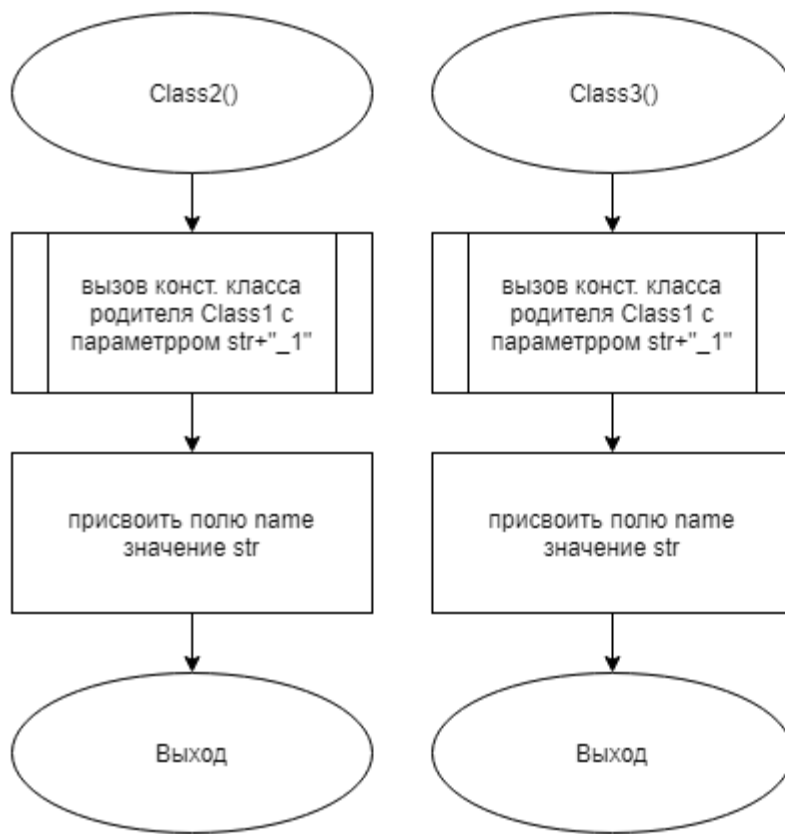 Class2()
вызов конст. класса
родителя Class1 с
параметрром str+"_1"
присвоить полю name
значение str
Выход
Class3()
вызов конст. класса
родителя Class1 с
параметрром str+"_1"
присвоить полю name
значение str
Выход